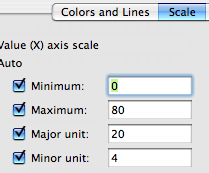 Colors and Lines Scale
Value (X) axis scale
Auto
Minimum: 0
Maximum: 80
Major unit: 20
Minor unit: 4